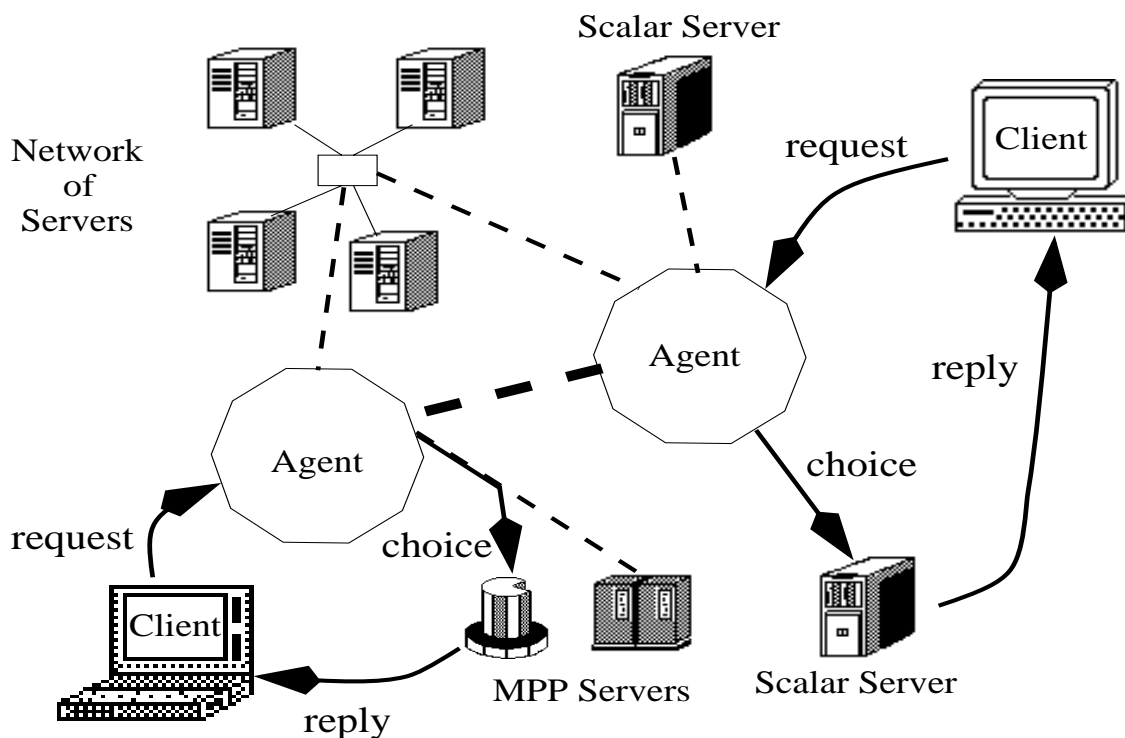 Scalar Server
Network
of
Servers
request
Client
Agent
reply
Agent
choice
request
choice
Client
MPP Servers
Scalar Server
reply